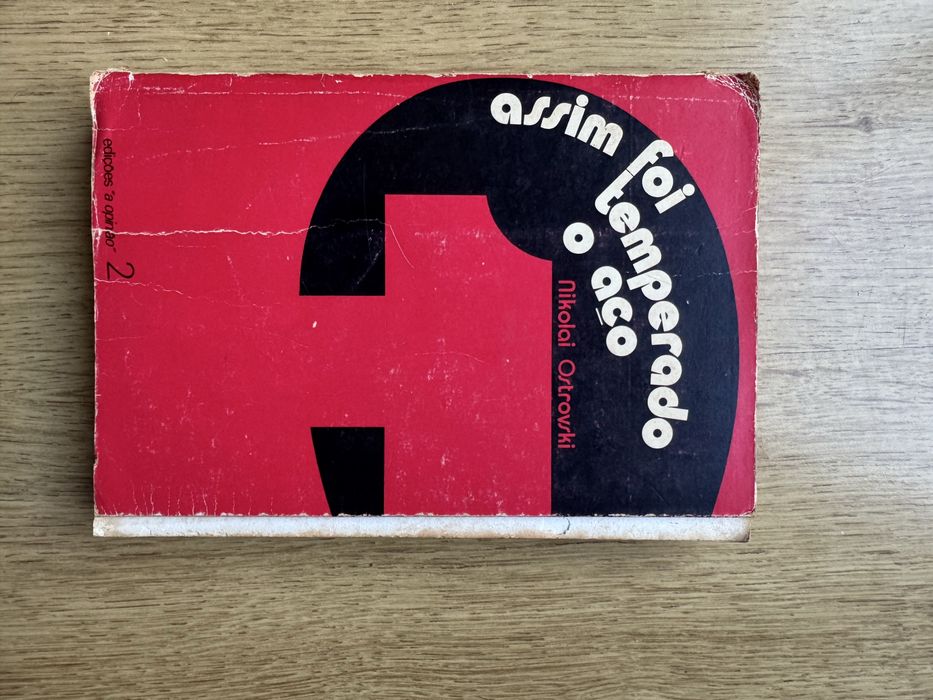 assim foi
temperado
o aço
Nikolai Ostrovski
edições "a opinião" 2